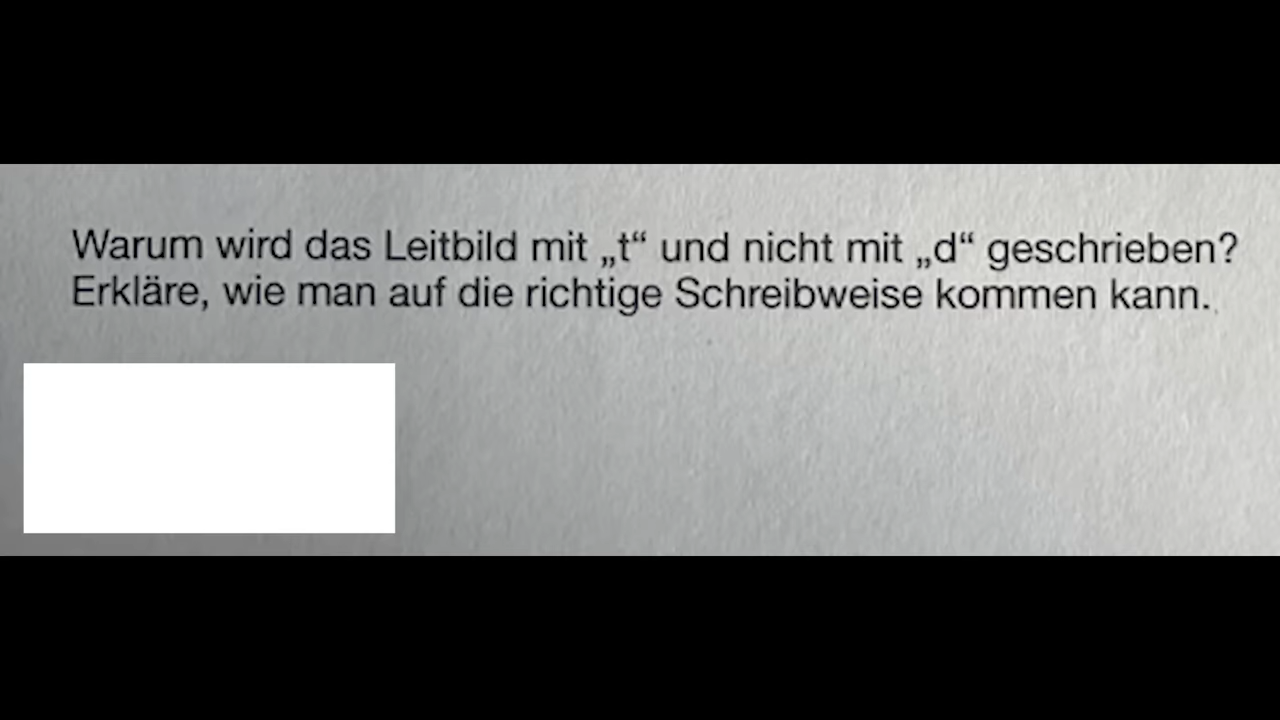 Warum wird das Leitbild mit „t“ und nicht mit „d“ geschrieben?
Erkläre, wie man auf die richtige Schreibweise kommen kann.